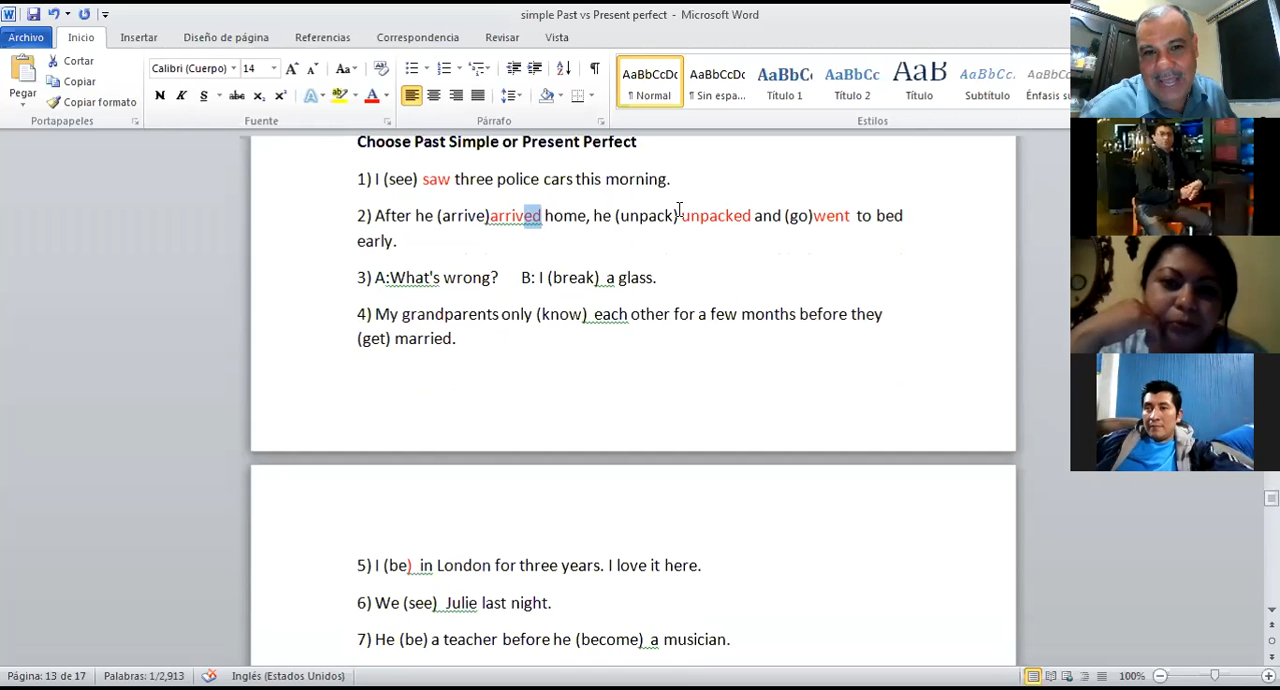 simple Past vs Present perfect - Microsoft Word
Archivo Inicio Insertar Diseño de página Referencias Correspondencia Revisar Vista
Pegar Cortar Calibri (Cuerpo) 14 AaBbCcDc AaBbCcDc AaBbC AaBbCc AaB AaBbCc. AaBbCc
Copiar
Copiar formato N K S abc x₂ x² ¶ Normal ¶ Sin espa... Título 1 Título 2 Título Subtítulo Énfasis s
Portapapeles Fuente Párrafo Estilos
Choose Past Simple or Present Perfect
1) I (see) saw three police cars this morning.
2) After he (arrive)arrived home, he (unpack) unpacked and (go)went to bed
early.
3) A:What's wrong? B: I (break) a glass.
4) My grandparents only (know) each other for a few months before they
(get) married.
5) I (be) in London for three years. I love it here.
6) We (see) Julie last night.
7) He (be) a teacher before he (become) a musician.
Página: 13 de 17 Palabras: 1/2,913 Inglés (Estados Unidos) 100%